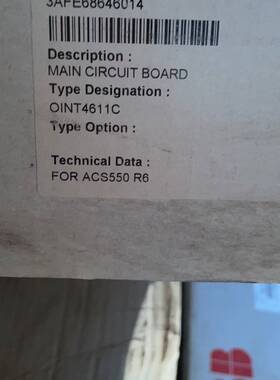 3AFE68646014
Description :
MAIN CIRCUIT BOARD
Type Designation :
OINT4611C
Type Option :
Technical Data :
FOR ACS550 R6
B